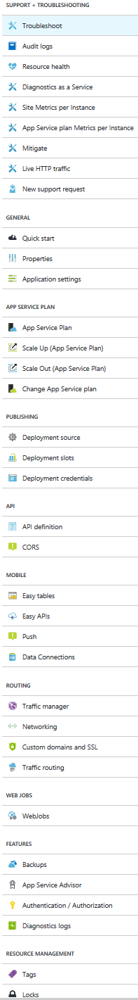 SUPPORT + TROUBLESHOOTING
Troubleshoot
Audit logs
Resource health
Diagnostics as a Service
Site Metrics per Instance
App Service plan Metrics per Instance
Mitigate
Live HTTP traffic
New support request
GENERAL
Quick start
Properties
Application settings
APP SERVICE PLAN
App Service Plan
Scale Up (App Service Plan)
Scale Out (App Service Plan)
Change App Service plan
PUBLISHING
Deployment source
Deployment slots
Deployment credentials
API
API definition
CORS
MOBILE
Easy tables
Easy APIs
Push
Data Connections
ROUTING
Traffic manager
Networking
Custom domains and SSL
Traffic routing
WEB JOBS
WebJobs
FEATURES
Backups
App Service Advisor
Authentication / Authorization
Diagnostics logs
RESOURCE MANAGEMENT
Tags
Locks